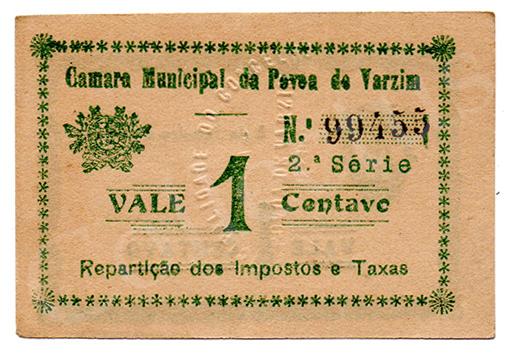 Camara Municipal da Povoa de Varzim
N.º 99455
2.ª Série
VALE 1 Centavo
Repartição dos Impostos e Taxas